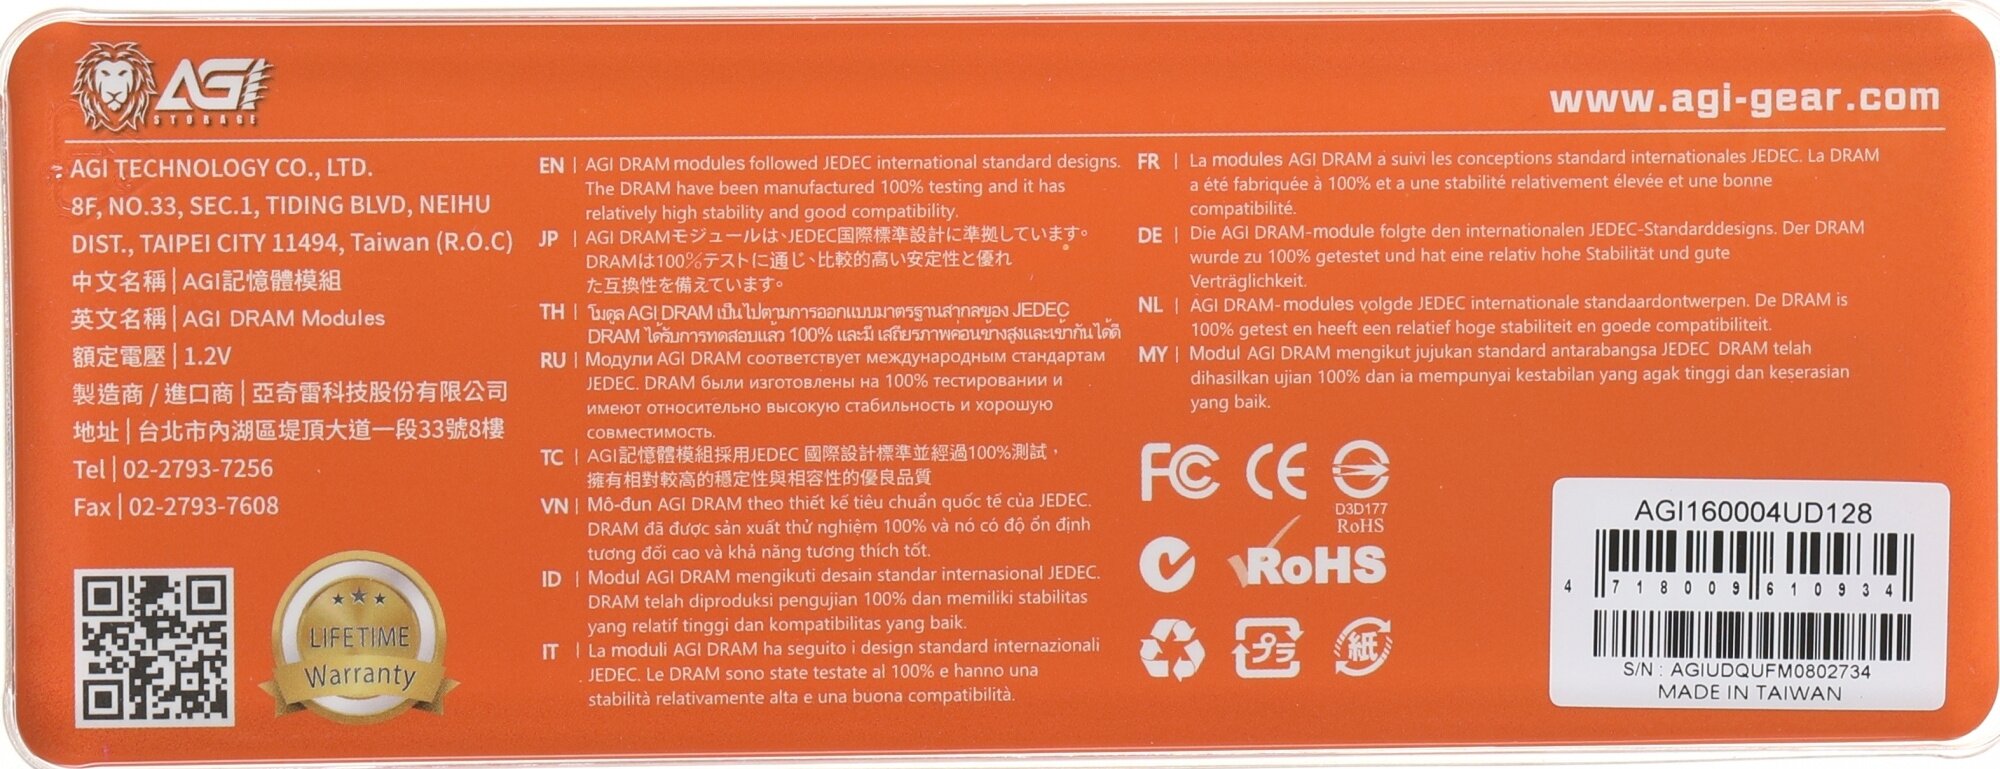 AGI
STORAGE
www.agi-gear.com
AGI TECHNOLOGY CO., LTD.
8F, NO.33, SEC.1, TIDING BLVD, NEIHU
DIST., TAIPEI CITY 11494, Taiwan (R.O.C)
中文名稱 | AGI記憶體模組
英文名稱 | AGI DRAM Modules
額定電壓 | 1.2V
製造商 / 進口商 | 亞奇雷科技股份有限公司
地址 | 台北市內湖區堤頂大道一段33號8樓
Tel | 02-2793-7256
Fax | 02-2793-7608
LIFETIME
Warranty
EN | AGI DRAM modules followed JEDEC international standard designs.
The DRAM have been manufactured 100% testing and it has
relatively high stability and good compatibility.
JP | AGI DRAMモジュールは、JEDEC国際標準設計に準拠しています。
DRAMは100%テストに通じ、比較的高い安定性と優れ
た互換性を備えています。
TH | โมดูล AGI DRAM เป็นไปตามการออกแบบมาตรฐานสากลของ JEDEC
DRAM ได้รับการทดสอบแล้ว 100% และมี เสถียรภาพค่อนข้างสูงและเข้ากันได้ดี
RU | Модули AGI DRAM соответствует международным стандартам
JEDEC. DRAM были изготовлены на 100% тестировании и
имеют относительно высокую стабильность и хорошую
совместимость.
TC | AGI記憶體模組採用JEDEC 國際設計標準並經過100%測試，
擁有相對較高的穩定性與相容性的優良品質
VN | Mô-đun AGI DRAM theo thiết kế tiêu chuẩn quốc tế của JEDEC.
DRAM đã được sản xuất thử nghiệm 100% và nó có độ ổn định
tương đối cao và khả năng tương thích tốt.
ID | Modul AGI DRAM mengikuti desain standar internasional JEDEC.
DRAM telah diproduksi pengujian 100% dan memiliki stabilitas
yang relatif tinggi dan kompatibilitas yang baik.
IT | La moduli AGI DRAM ha seguito i design standard internazionali
JEDEC. Le DRAM sono state testate al 100% e hanno una
stabilità relativamente alta e una buona compatibilità.
FR | La modules AGI DRAM a suivi les conceptions standard internationales JEDEC. La DRAM
a été fabriquée à 100% et a une stabilité relativement élevée et une bonne
compatibilité.
DE | Die AGI DRAM-module folgte den internationalen JEDEC-Standarddesigns. Der DRAM
wurde zu 100% getestet und hat eine relativ hohe Stabilität und gute
Verträglichkeit.
NL | AGI DRAM-modules volgde JEDEC internationale standaardontwerpen. De DRAM is
100% getest en heeft een relatief hoge stabiliteit en goede compatibiliteit.
MY | Modul AGI DRAM mengikut jujukan standard antarabangsa JEDEC DRAM telah
dihasilkan ujian 100% dan ia mempunyai kestabilan yang agak tinggi dan keserasian
yang baik.
FC CE
D3D177
RoHS
RoHS
プラ 紙
AGI160004UD128
4 718009 610934
S/N : AGIUDQUFM0802734
MADE IN TAIWAN